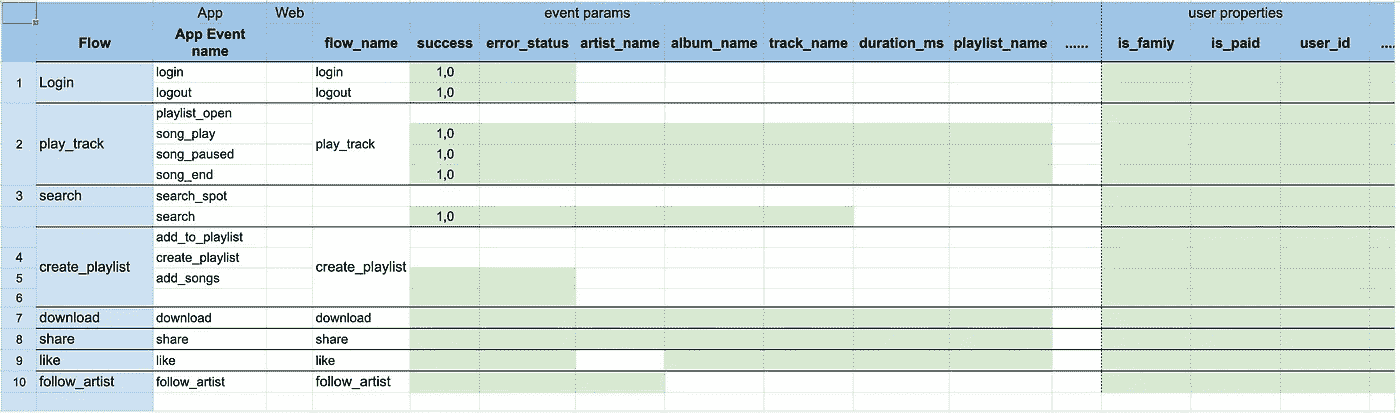 App Web event params user properties
Flow App Event name flow_name success error_status artist_name album_name track_name duration_ms playlist_name ...... is_famiy is_paid user_id ....
1 Login login login 1,0
logout logout 1,0
playlist_open
song_play 1,0
2 play_track play_track
song_paused 1,0
song_end 1,0
3 search search_spot
search 1,0
add_to_playlist
4 create_playlist
create_playlist create_playlist
5 add_songs
6
7 download download download
8 share share share
9 like like like
10 follow_artist follow_artist follow_artist